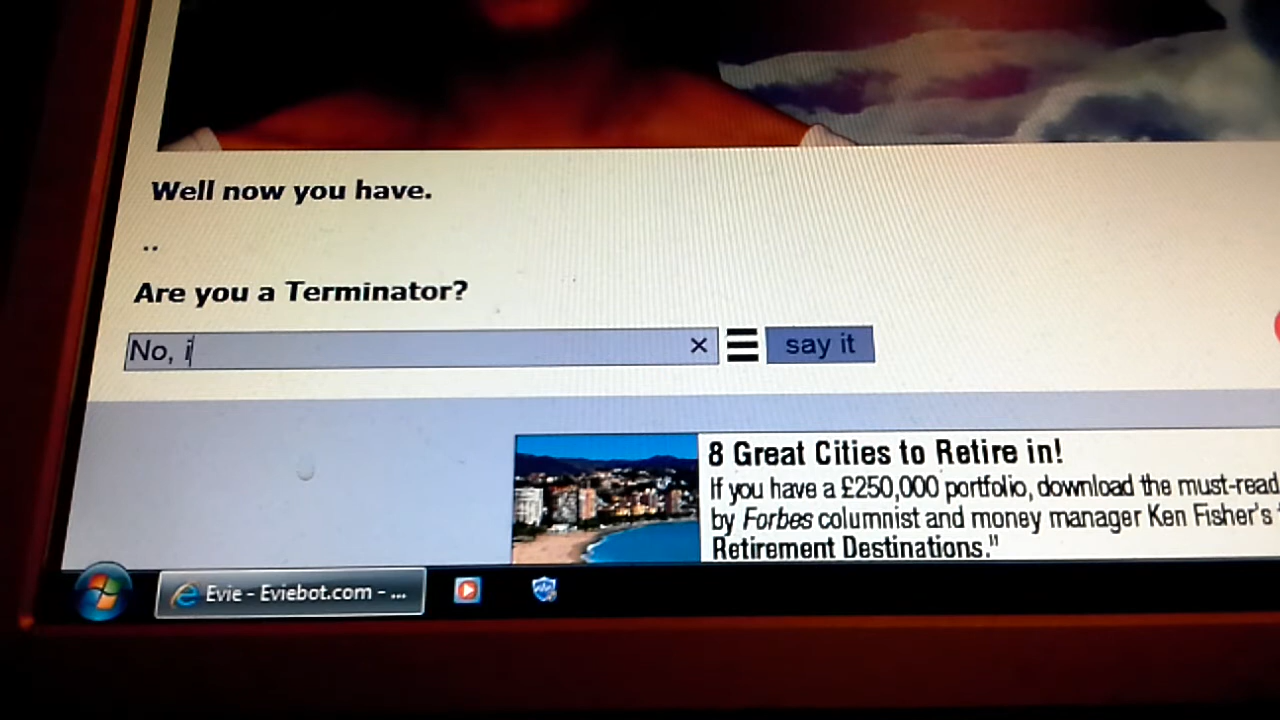 Well now you have.
..
Are you a Terminator?
No, i
say it
8 Great Cities to Retire in!
If you have a £250,000 portfolio, download the must-read
by Forbes columnist and money manager Ken Fisher's
Retirement Destinations."
Evie - Eviebot.com - ...